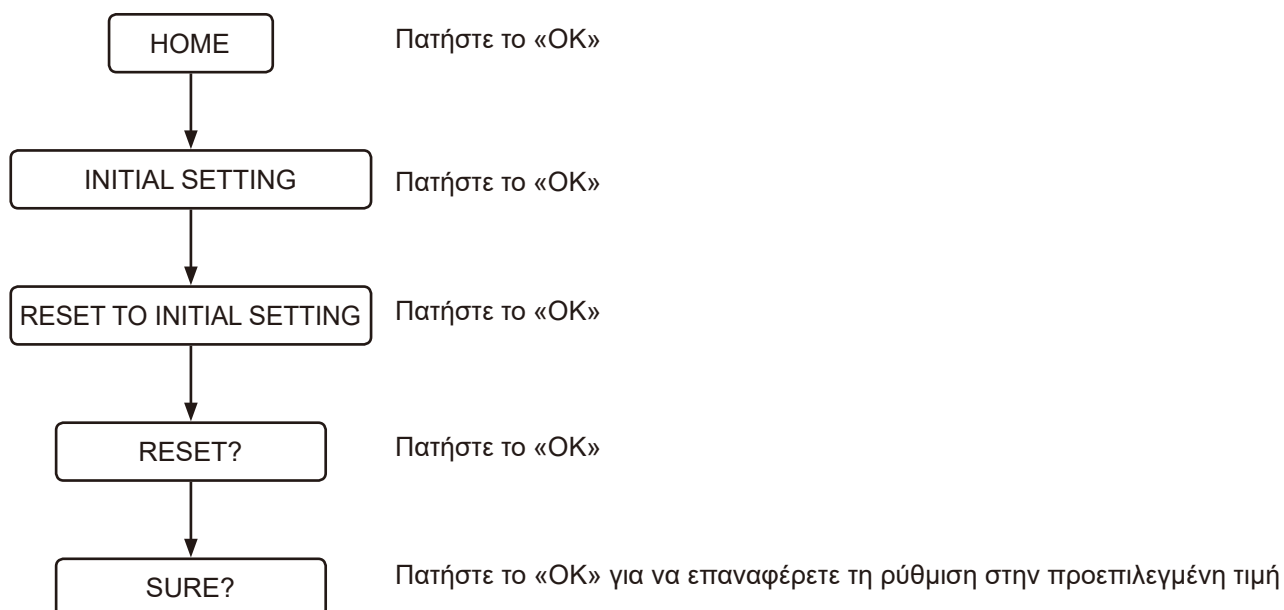 HOME
Πατήστε το «OK»
INITIAL SETTING
Πατήστε το «OK»
RESET TO INITIAL SETTING
Πατήστε το «OK»
RESET?
Πατήστε το «OK»
SURE?
Πατήστε το «OK» για να επαναφέρετε τη ρύθμιση στην προεπιλεγμένη τιμή